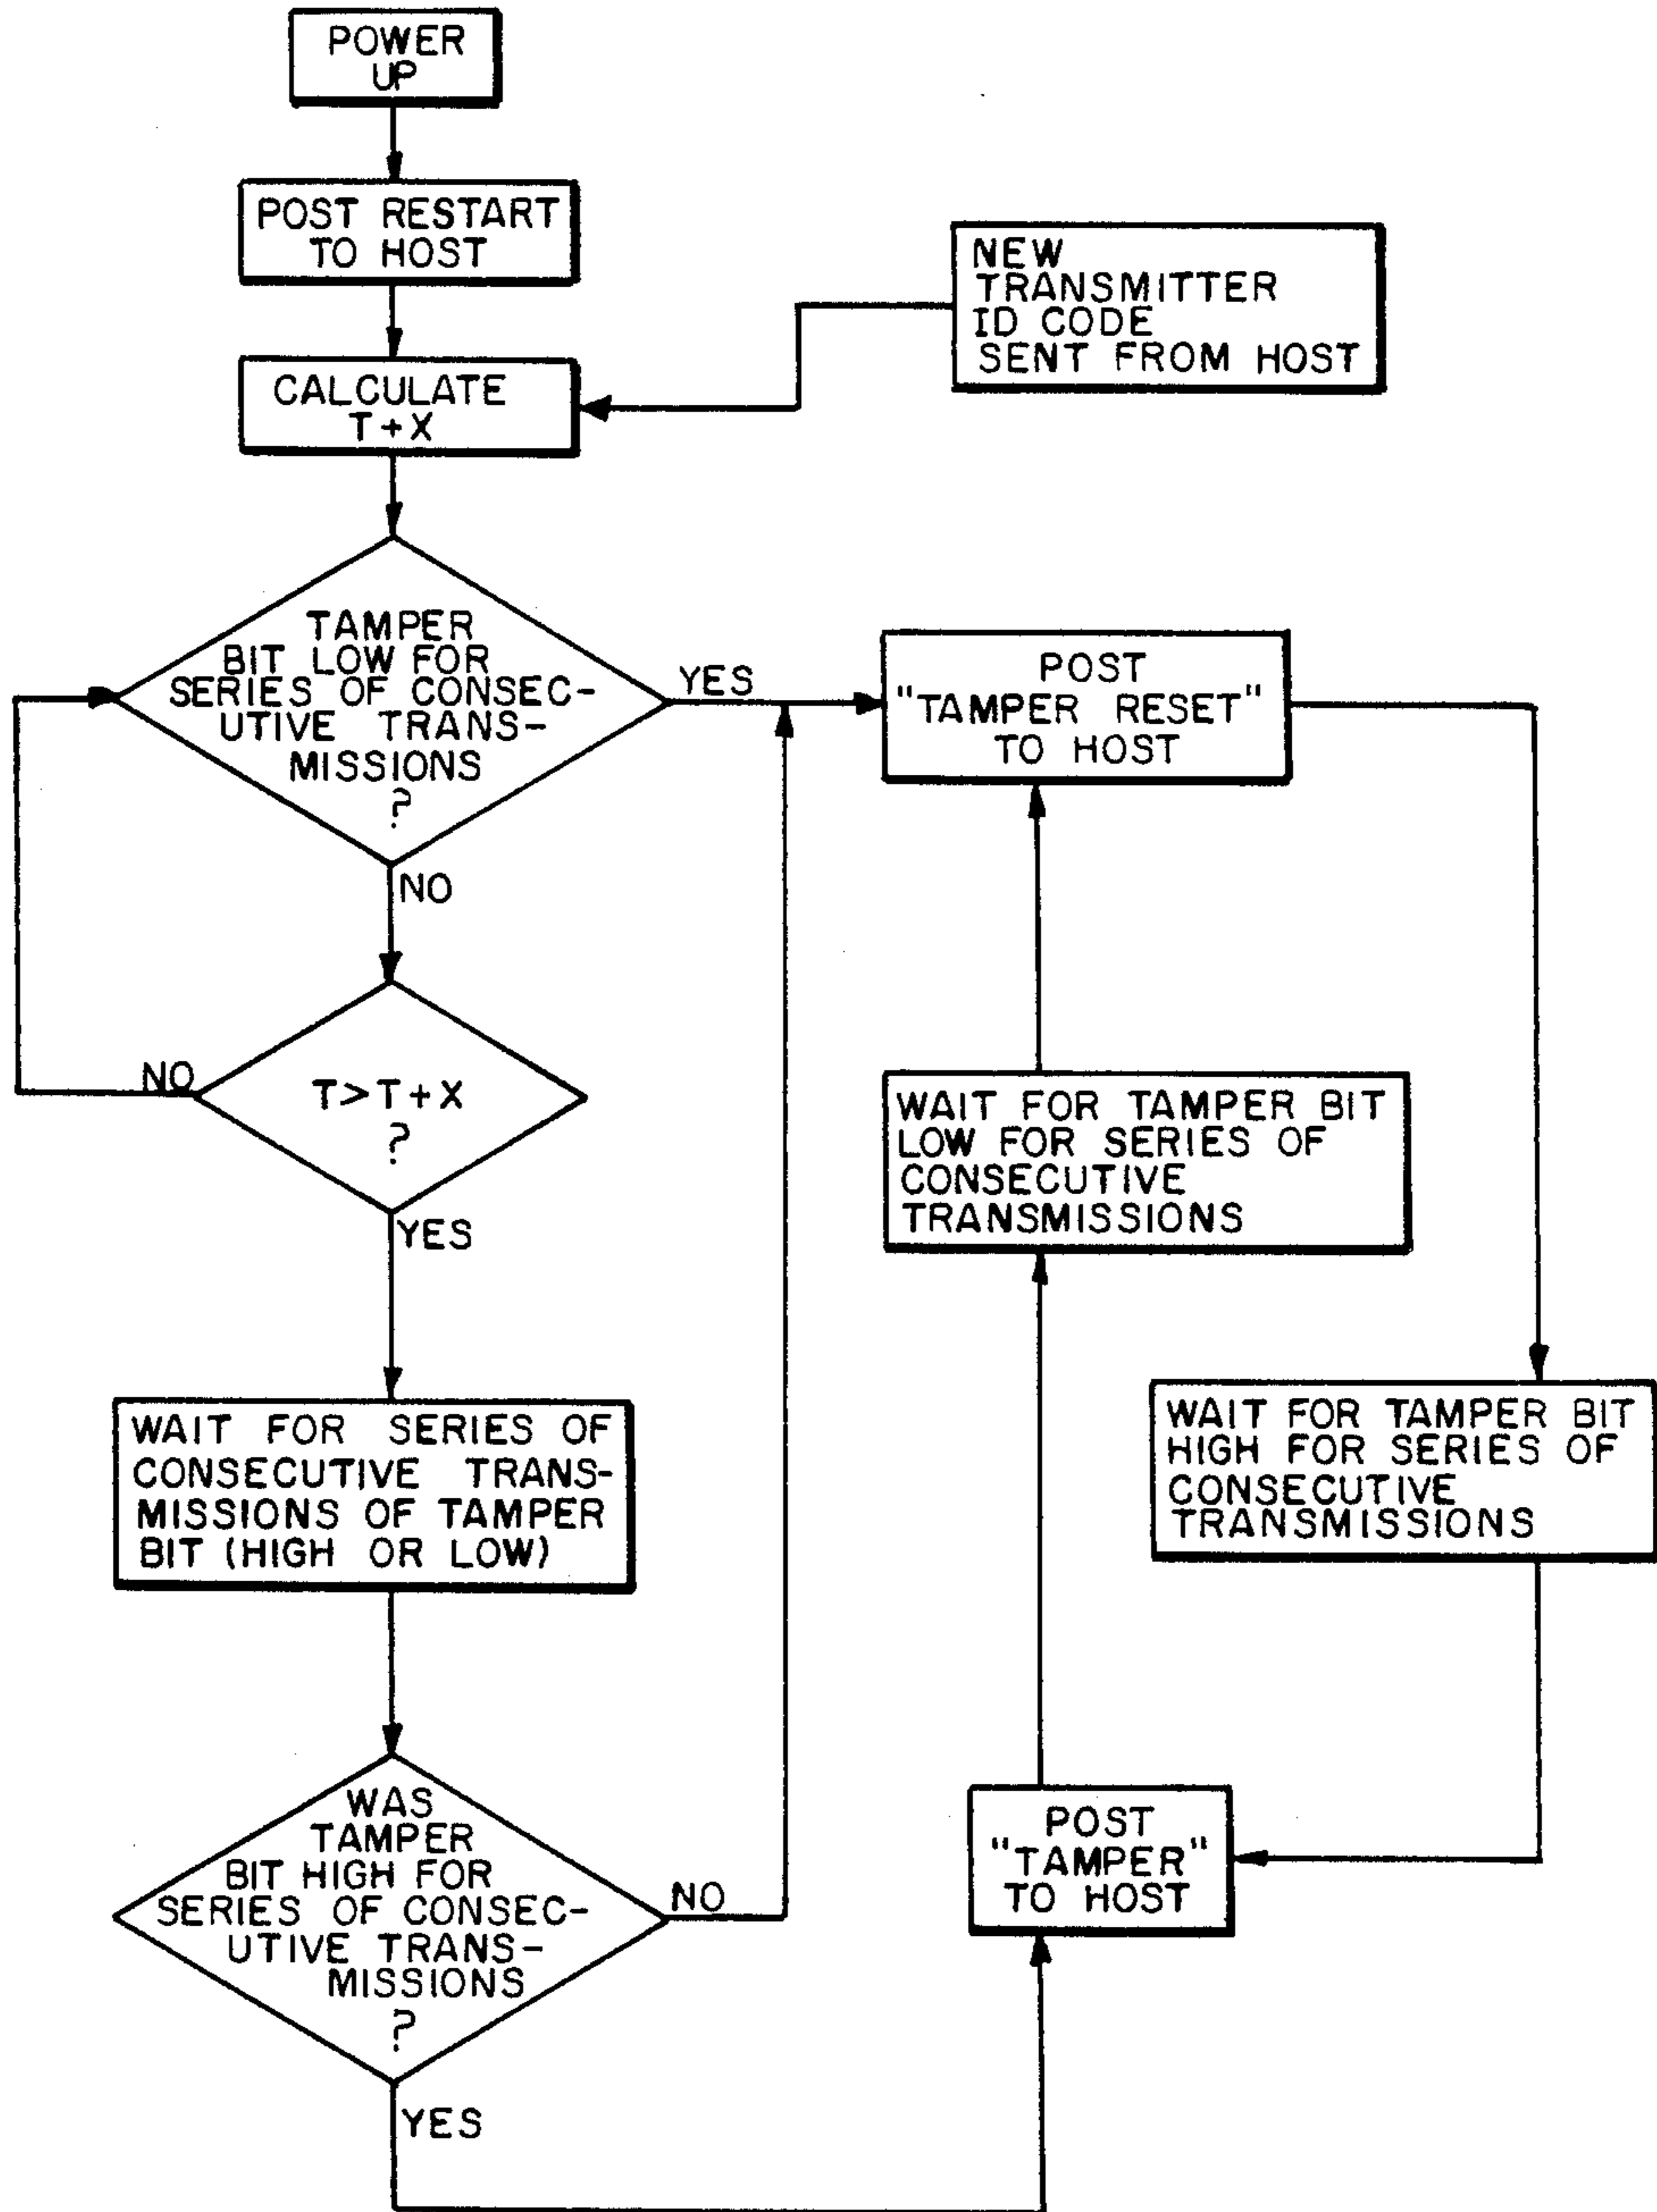 POWER
UP
POST RESTART
TO HOST
NEW
TRANSMITTER
ID CODE
SENT FROM HOST
CALCULATE
T+X
TAMPER
BIT LOW FOR
SERIES OF CONSEC-
UTIVE TRANS-
MISSIONS
?
YES
NO
POST
"TAMPER RESET"
TO HOST
T>T+X
?
NO
YES
WAIT FOR TAMPER BIT
LOW FOR SERIES OF
CONSECUTIVE
TRANSMISSIONS
WAIT FOR SERIES OF
CONSECUTIVE TRANS-
MISSIONS OF TAMPER
BIT (HIGH OR LOW)
WAIT FOR TAMPER BIT
HIGH FOR SERIES OF
CONSECUTIVE
TRANSMISSIONS
WAS
TAMPER
BIT HIGH FOR
SERIES OF CONSEC-
UTIVE TRANS-
MISSIONS
?
NO
YES
POST
"TAMPER"
TO HOST